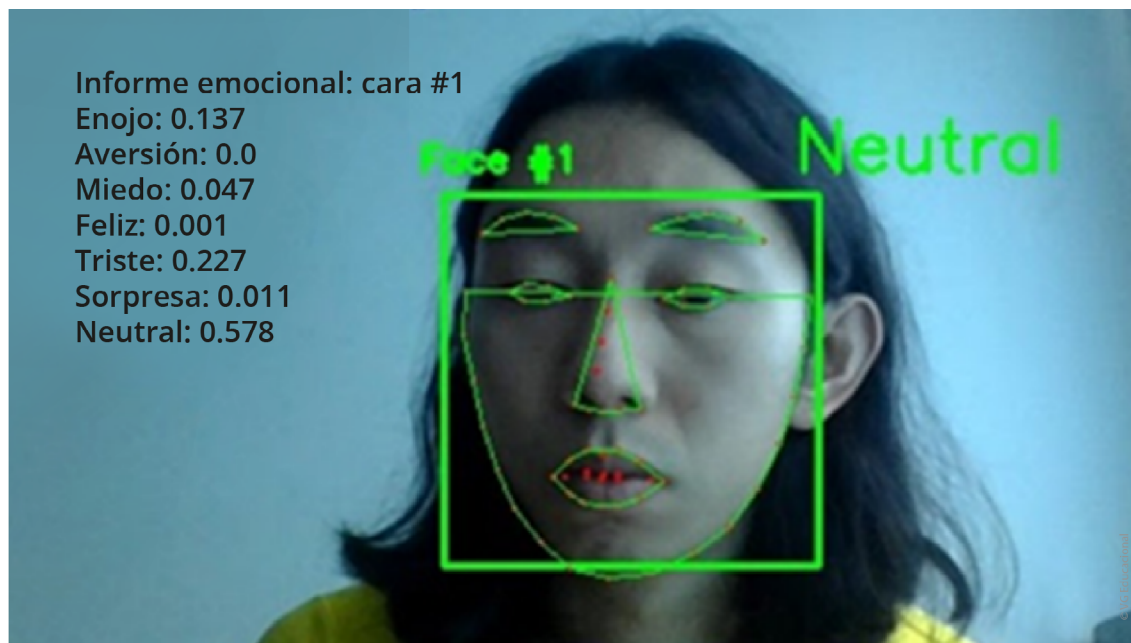 Informe emocional: cara #1
Enojo: 0.137
Aversión: 0.0
Miedo: 0.047
Feliz: 0.001
Triste: 0.227
Sorpresa: 0.011
Neutral: 0.578
Face #1
Neutral